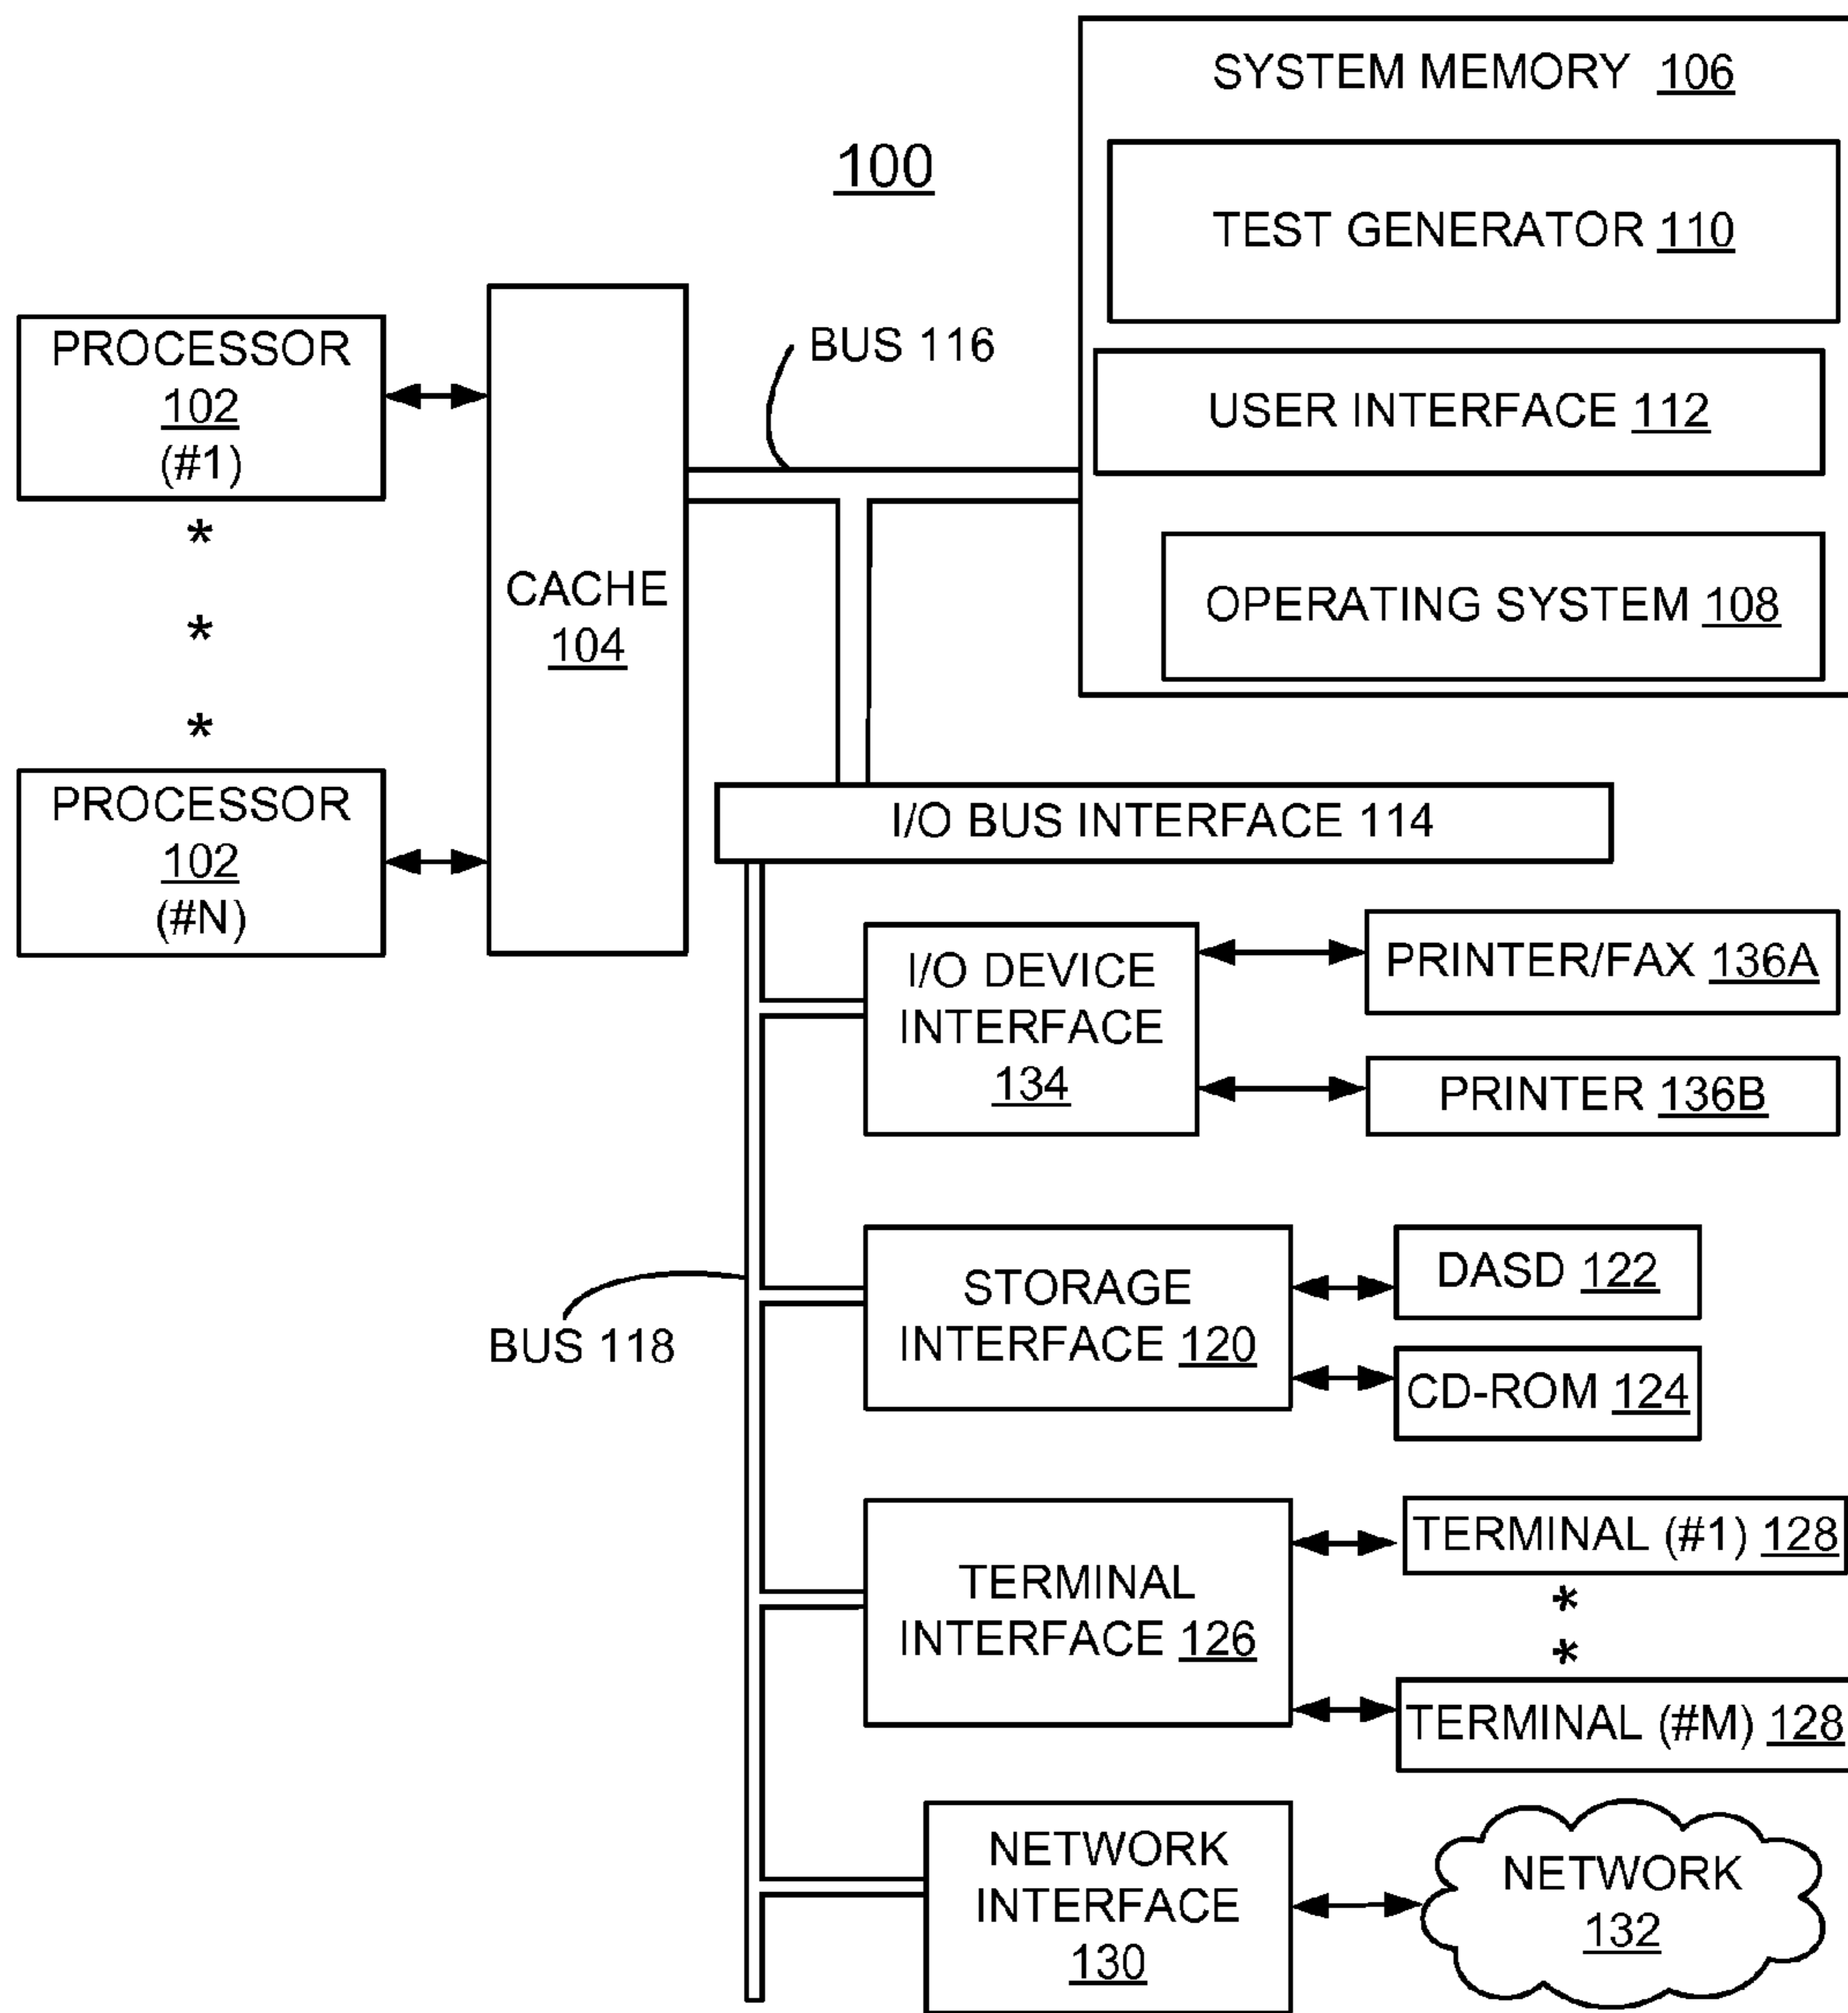 SYSTEM MEMORY 106
100
TEST GENERATOR 110
BUS 116
USER INTERFACE 112
PROCESSOR
102
(#1)
*
*
*
CACHE
104
OPERATING SYSTEM 108
PROCESSOR
102
(#N)
I/O BUS INTERFACE 114
I/O DEVICE
INTERFACE
134
PRINTER/FAX 136A
PRINTER 136B
BUS 118
STORAGE
INTERFACE 120
DASD 122
CD-ROM 124
TERMINAL
INTERFACE 126
TERMINAL (#1) 128
*
*
TERMINAL (#M) 128
NETWORK
INTERFACE
130
NETWORK
132